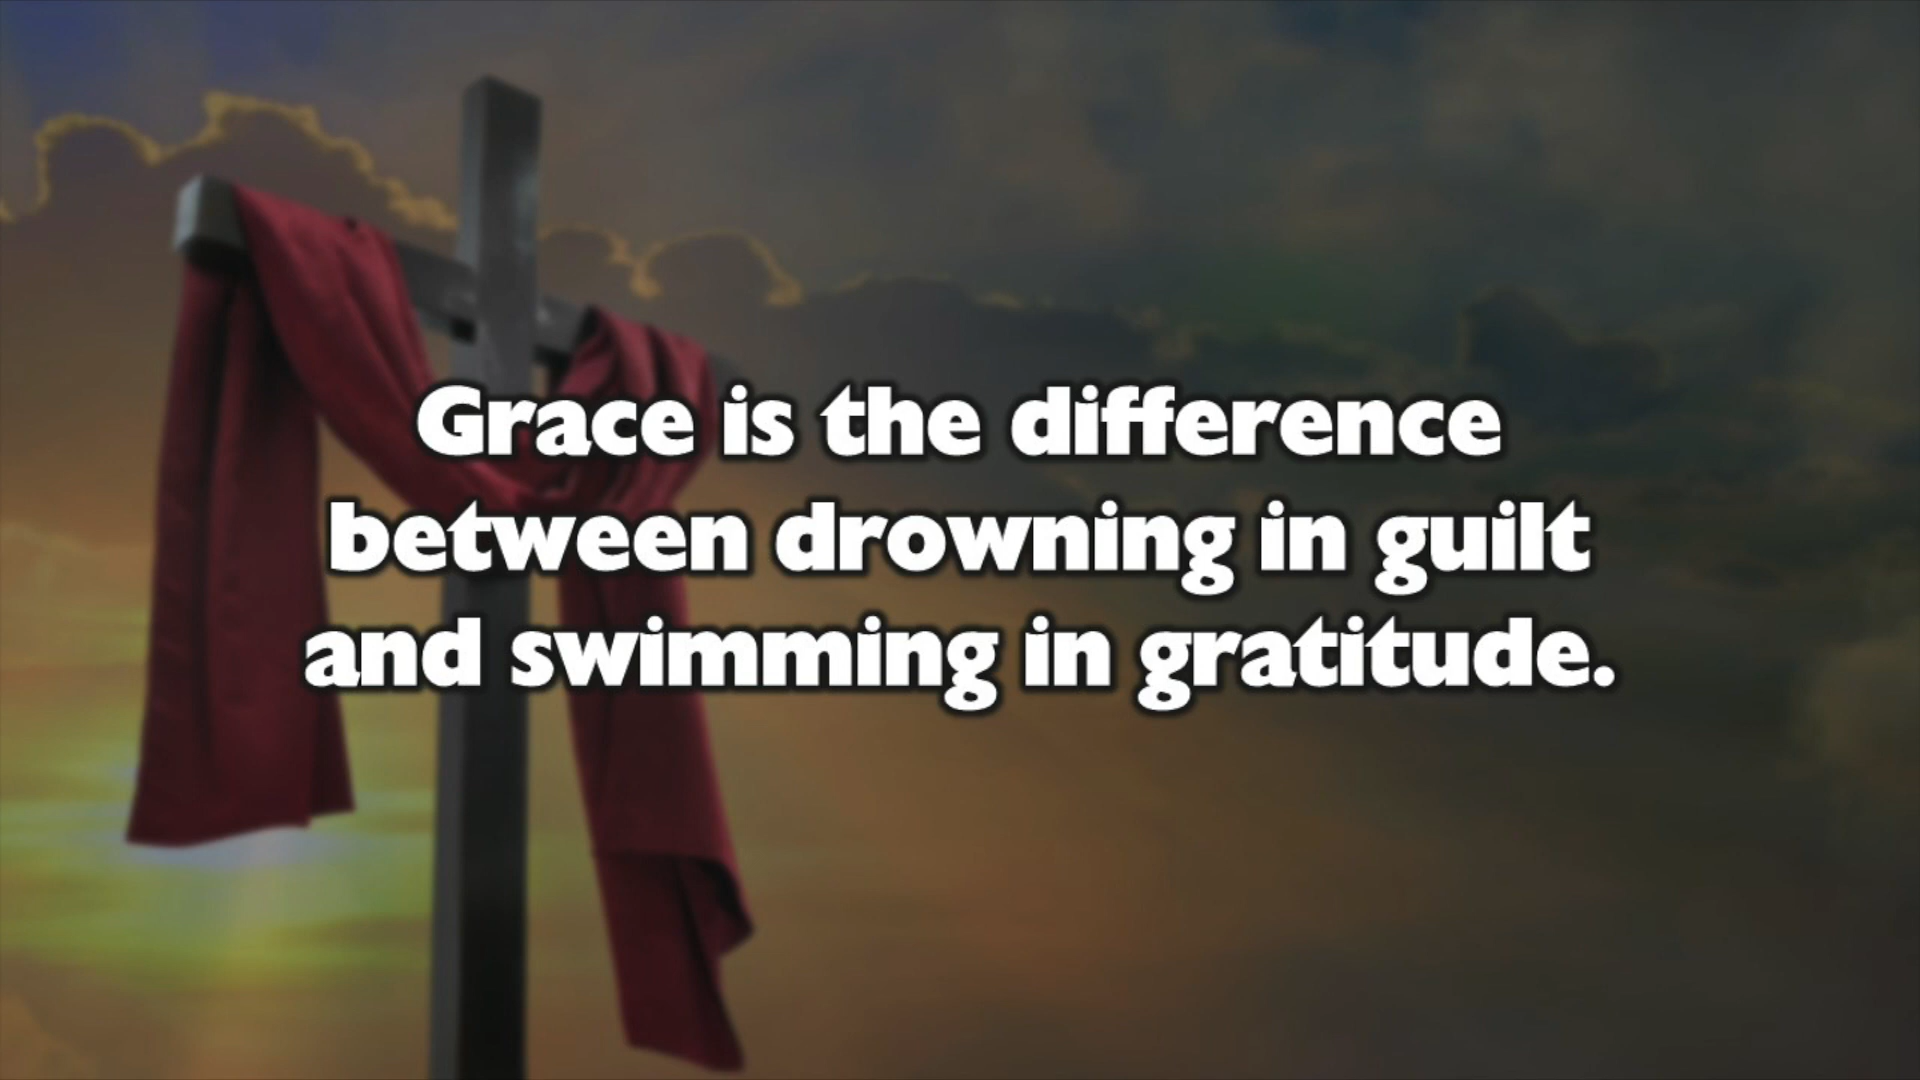 Grace is the difference
between drowning in guilt
and swimming in gratitude.